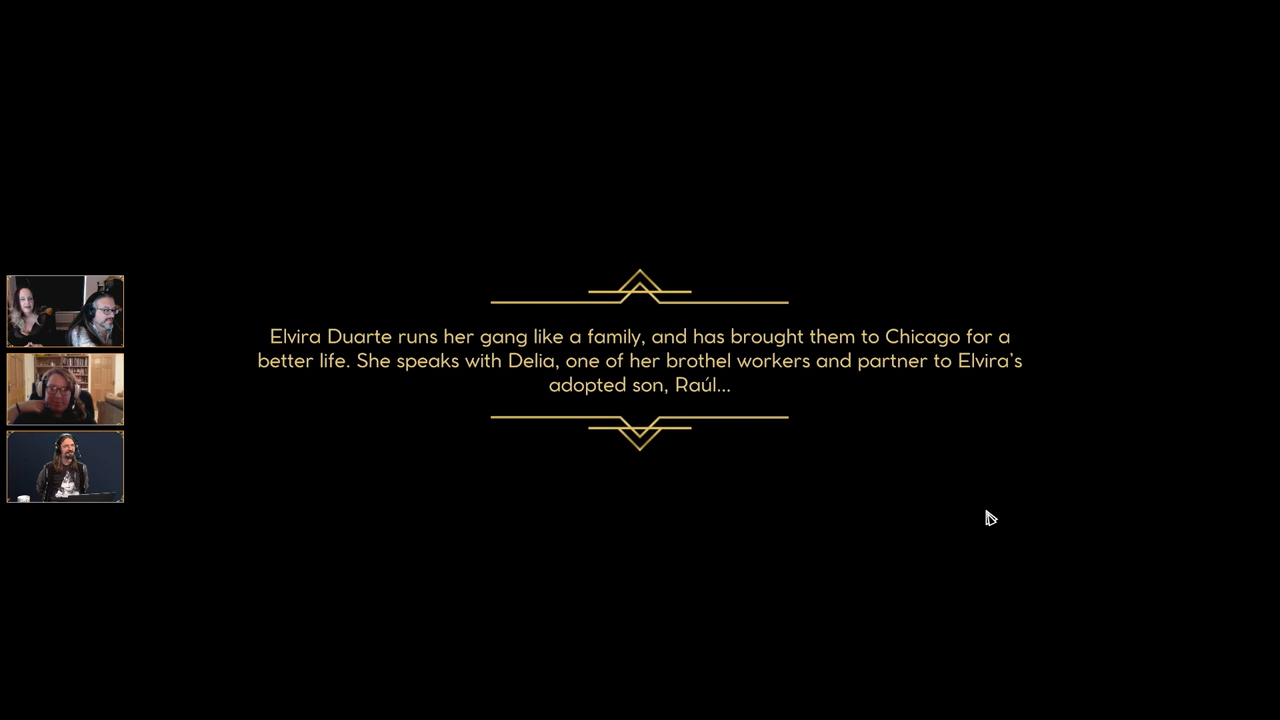 Elvira Duarte runs her gang like a family, and has brought them to Chicago for a
better life. She speaks with Delia, one of her brothel workers and partner to Elvira's
adopted son, Raúl...